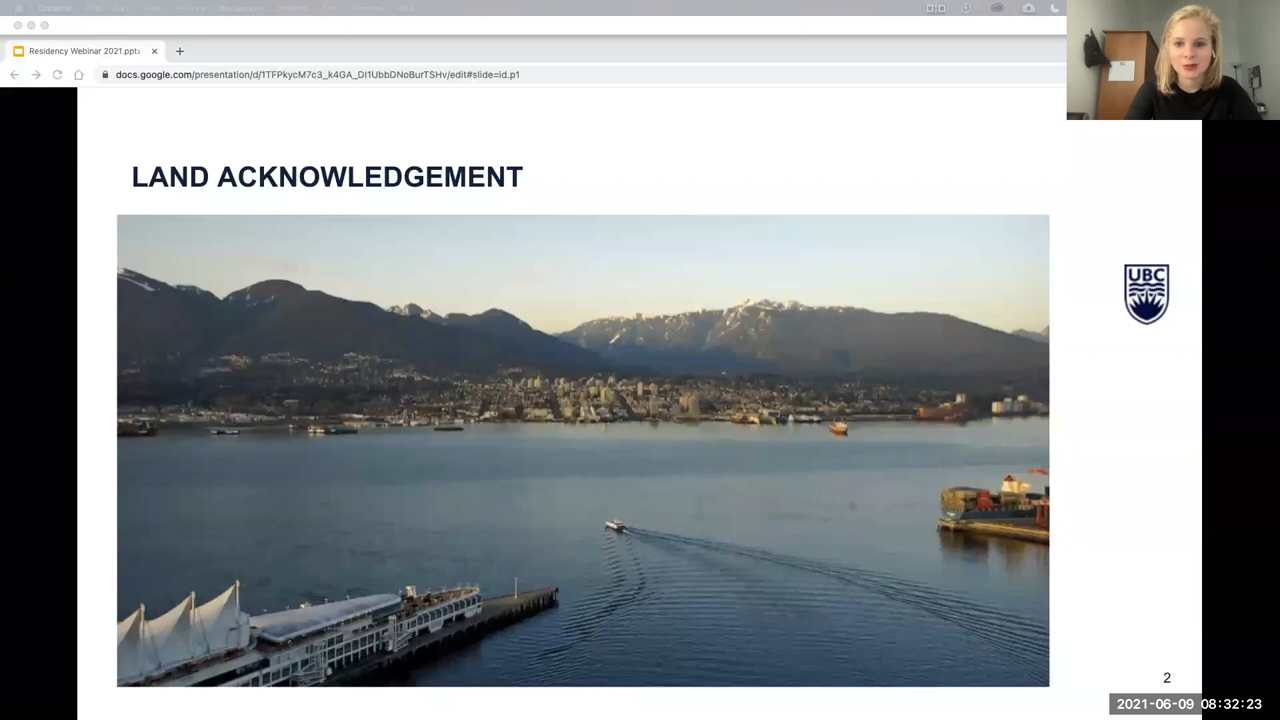 Residency Webinar 2021.pptx
docs.google.com/presentation/d/1TFPkycM7c3_k4GA_DI1UbbDNoBurTSHv/edit#slide=id.p1
LAND ACKNOWLEDGEMENT
UBC
2
2021-06-09 08:32:23